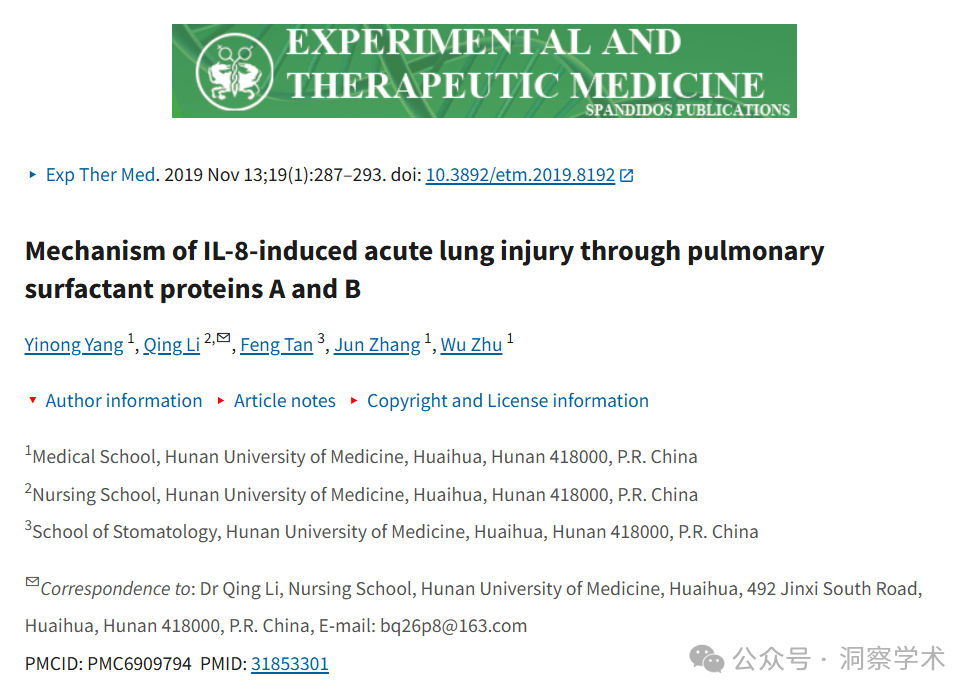 EXPERIMENTAL AND
THERAPEUTIC MEDICINE
SPANDIDOS PUBLICATIONS
Exp Ther Med. 2019 Nov 13;19(1):287–293. doi: 10.3892/etm.2019.8192
Mechanism of IL-8-induced acute lung injury through pulmonary
surfactant proteins A and B
Yinong Yang 1, Qing Li 2,✉, Feng Tan 3, Jun Zhang 1, Wu Zhu 1
Author information Article notes Copyright and License information
1Medical School, Hunan University of Medicine, Huaihua, Hunan 418000, P.R. China
2Nursing School, Hunan University of Medicine, Huaihua, Hunan 418000, P.R. China
3School of Stomatology, Hunan University of Medicine, Huaihua, Hunan 418000, P.R. China
✉Correspondence to: Dr Qing Li, Nursing School, Hunan University of Medicine, Huaihua, 492 Jinxi South Road,
Huaihua, Hunan 418000, P.R. China, E-mail: bq26p8@163.com
PMCID: PMC6909794 PMID: 31853301
公众号 · 洞察学术